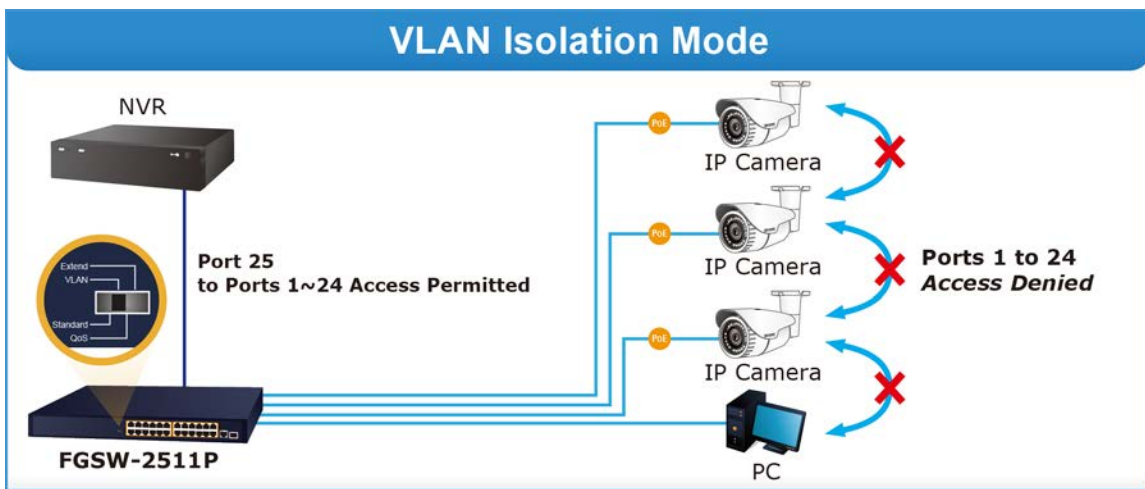 VLAN Isolation Mode
NVR
Extend
VLAN
Standard
QoS
Port 25
to Ports 1~24 Access Permitted
FGSW-2511P
PoE
IP Camera
PoE
IP Camera
PoE
IP Camera
PC
Ports 1 to 24
Access Denied